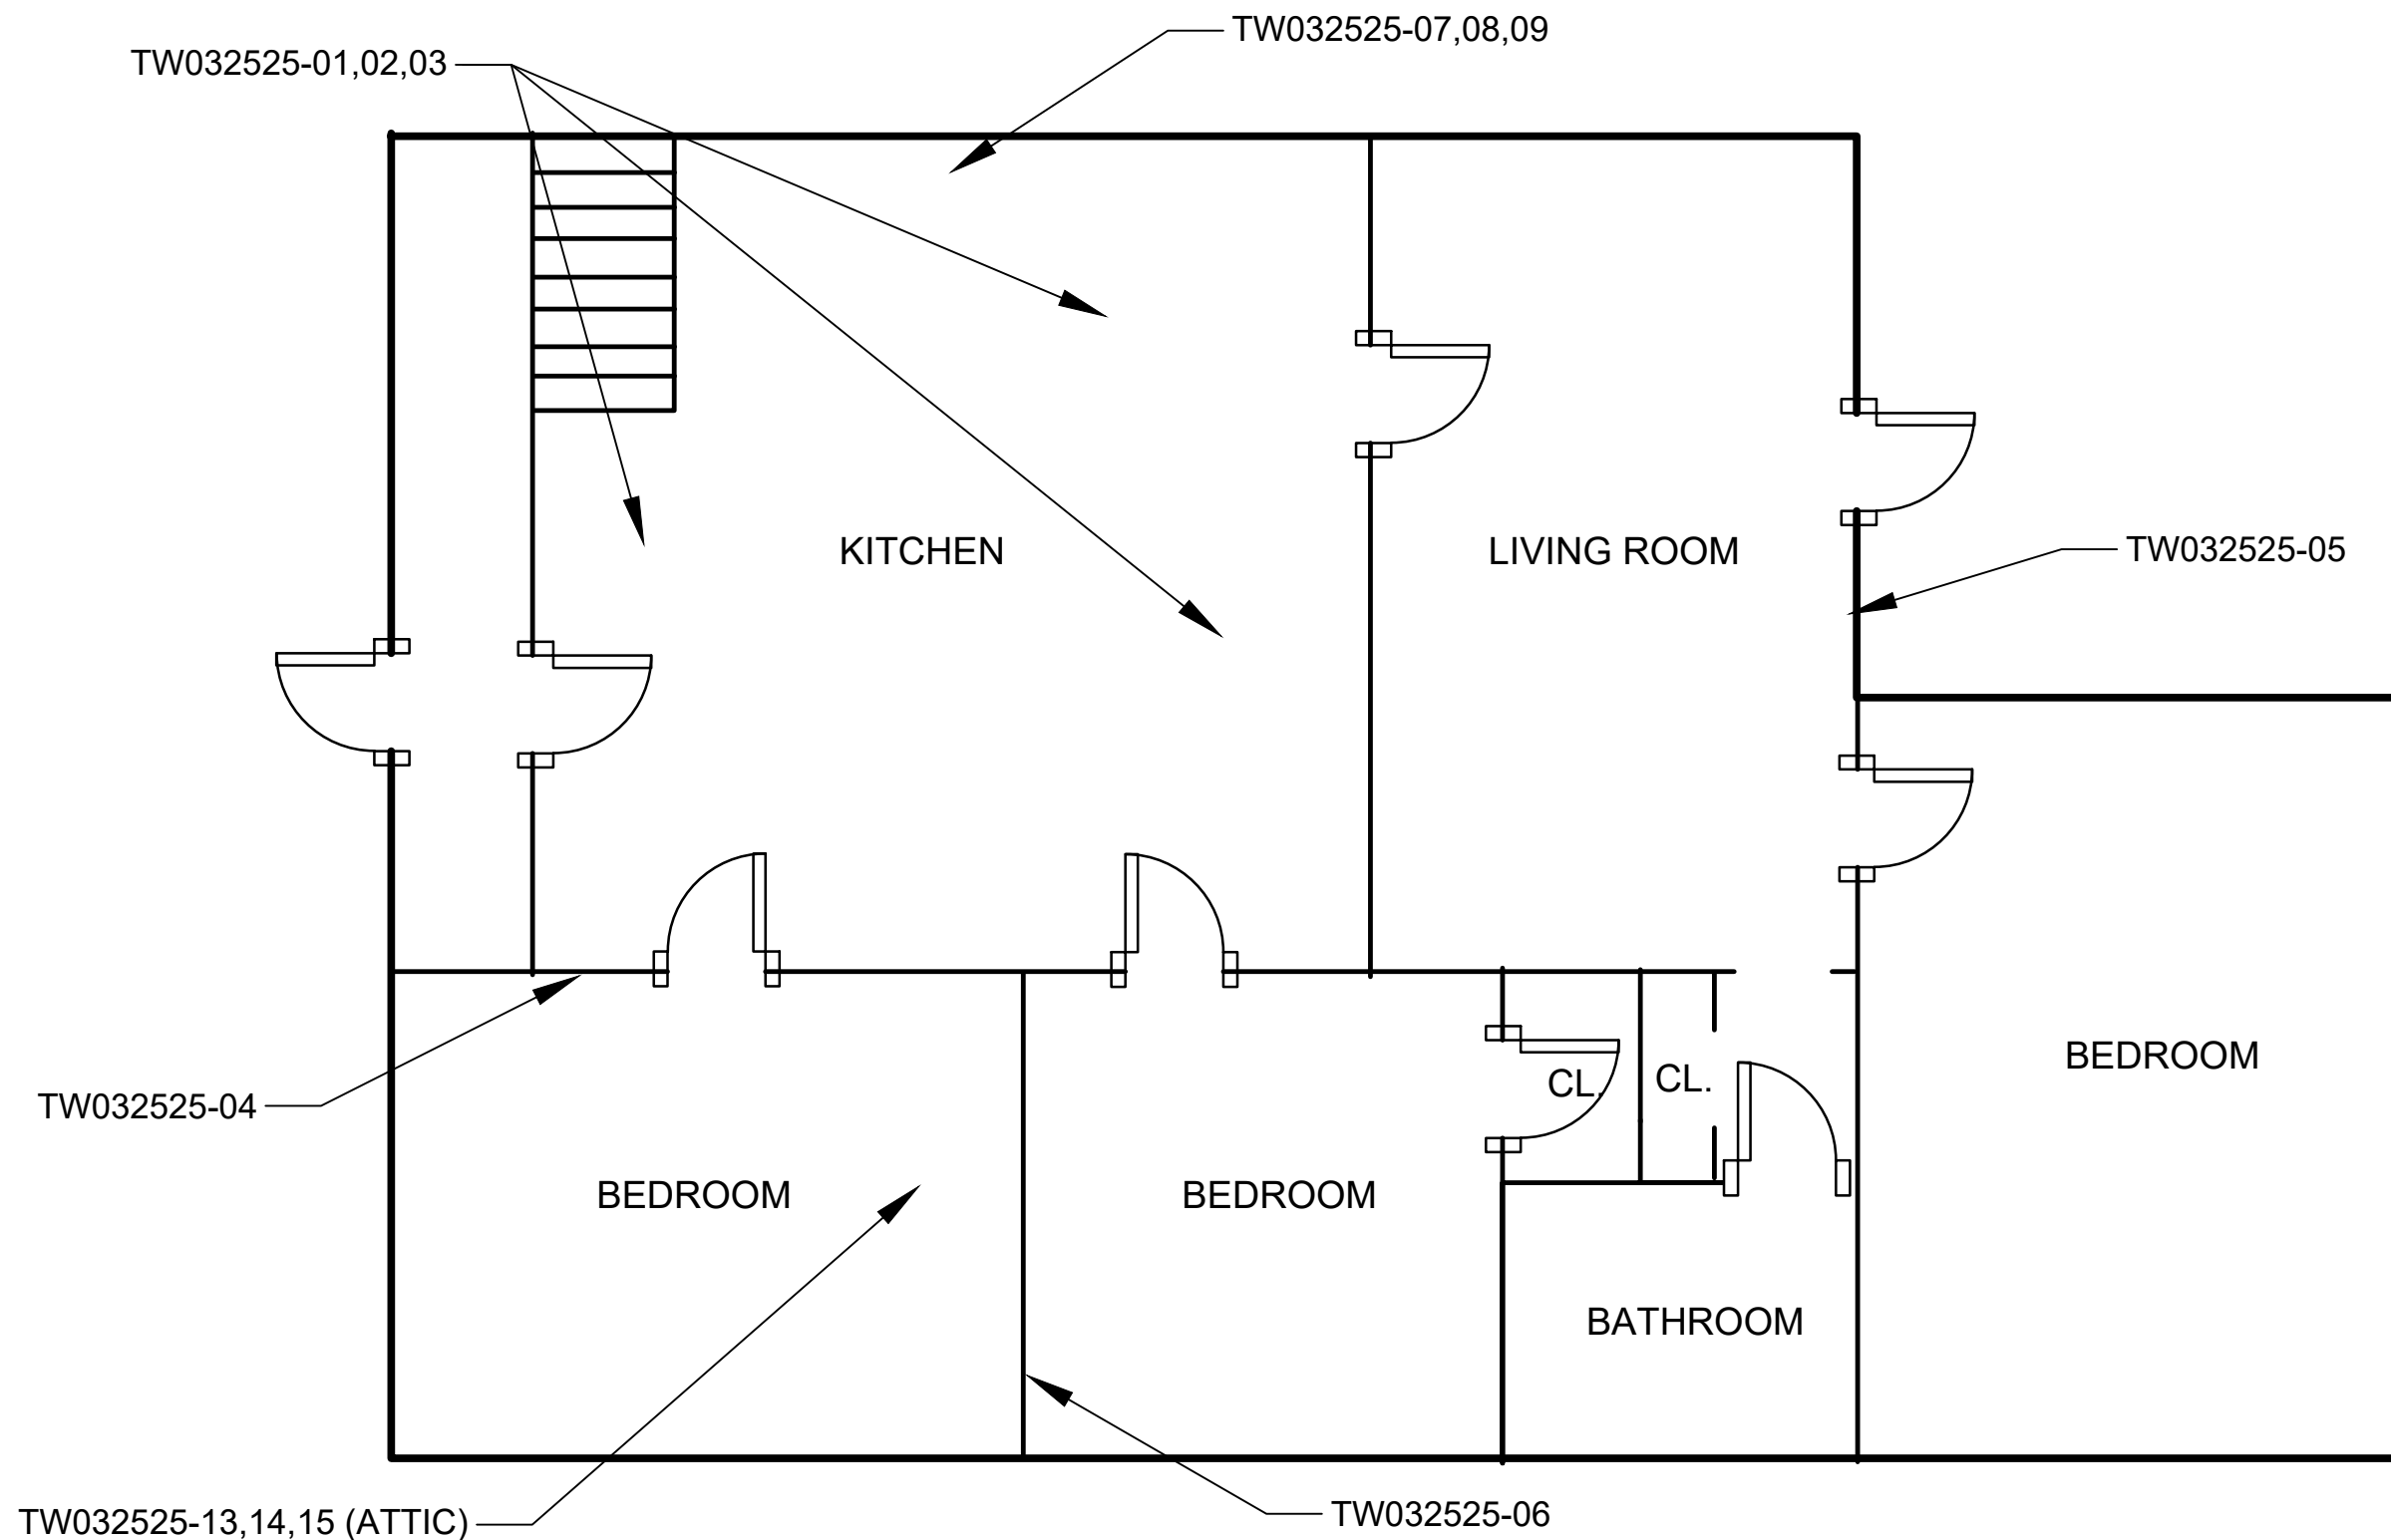 TW032525-07,08,09
TW032525-01,02,03
KITCHEN
LIVING ROOM
TW032525-05
BEDROOM
CL.
CL.
TW032525-04
BEDROOM
BEDROOM
BATHROOM
TW032525-13,14,15 (ATTIC)
TW032525-06